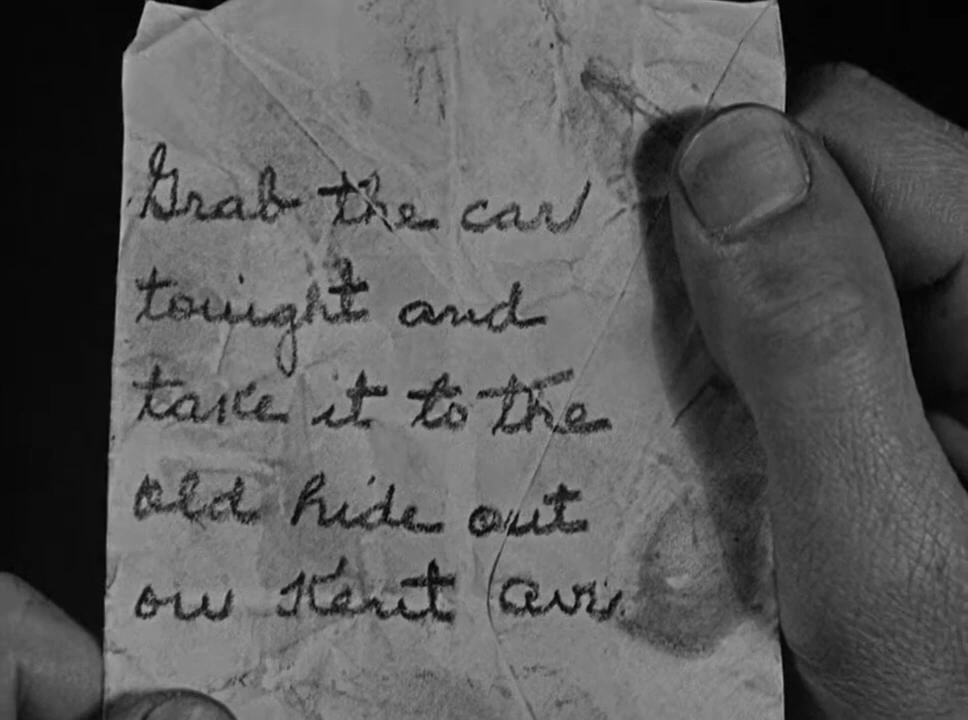 Grab the car
tonight and
take it to the
old hide out
on Kent Ave.